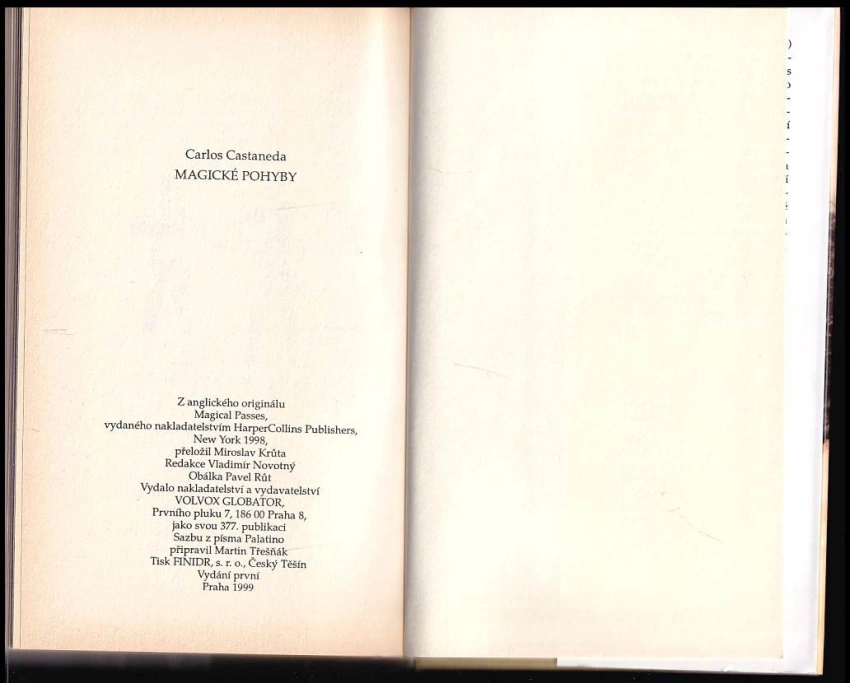 Carlos Castaneda
MAGICKÉ POHYBY
Z anglického originálu
Magical Passes,
vydaného nakladatelstvím HarperCollins Publishers,
New York 1998,
přeložil Miroslav Krůta
Redakce Vladimír Novotný
Obálka Pavel Růt
Vydalo nakladatelství a vydavatelství
VOLVOX GLOBATOR,
Prvního pluku 7, 186 00 Praha 8,
jako svou 377. publikaci
Sazbu z písma Palatino
připravil Martin Třešňák
Tisk FINIDR, s. r. o., Český Těšín
Vydání první
Praha 1999